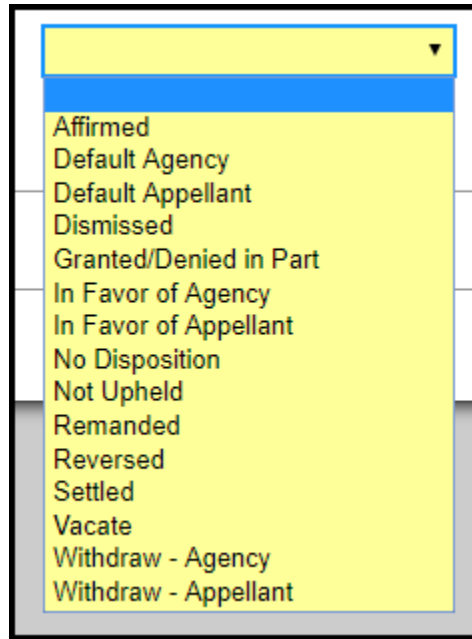 Affirmed
Default Agency
Default Appellant
Dismissed
Granted/Denied in Part
In Favor of Agency
In Favor of Appellant
No Disposition
Not Upheld
Remanded
Reversed
Settled
Vacate
Withdraw - Agency
Withdraw - Appellant